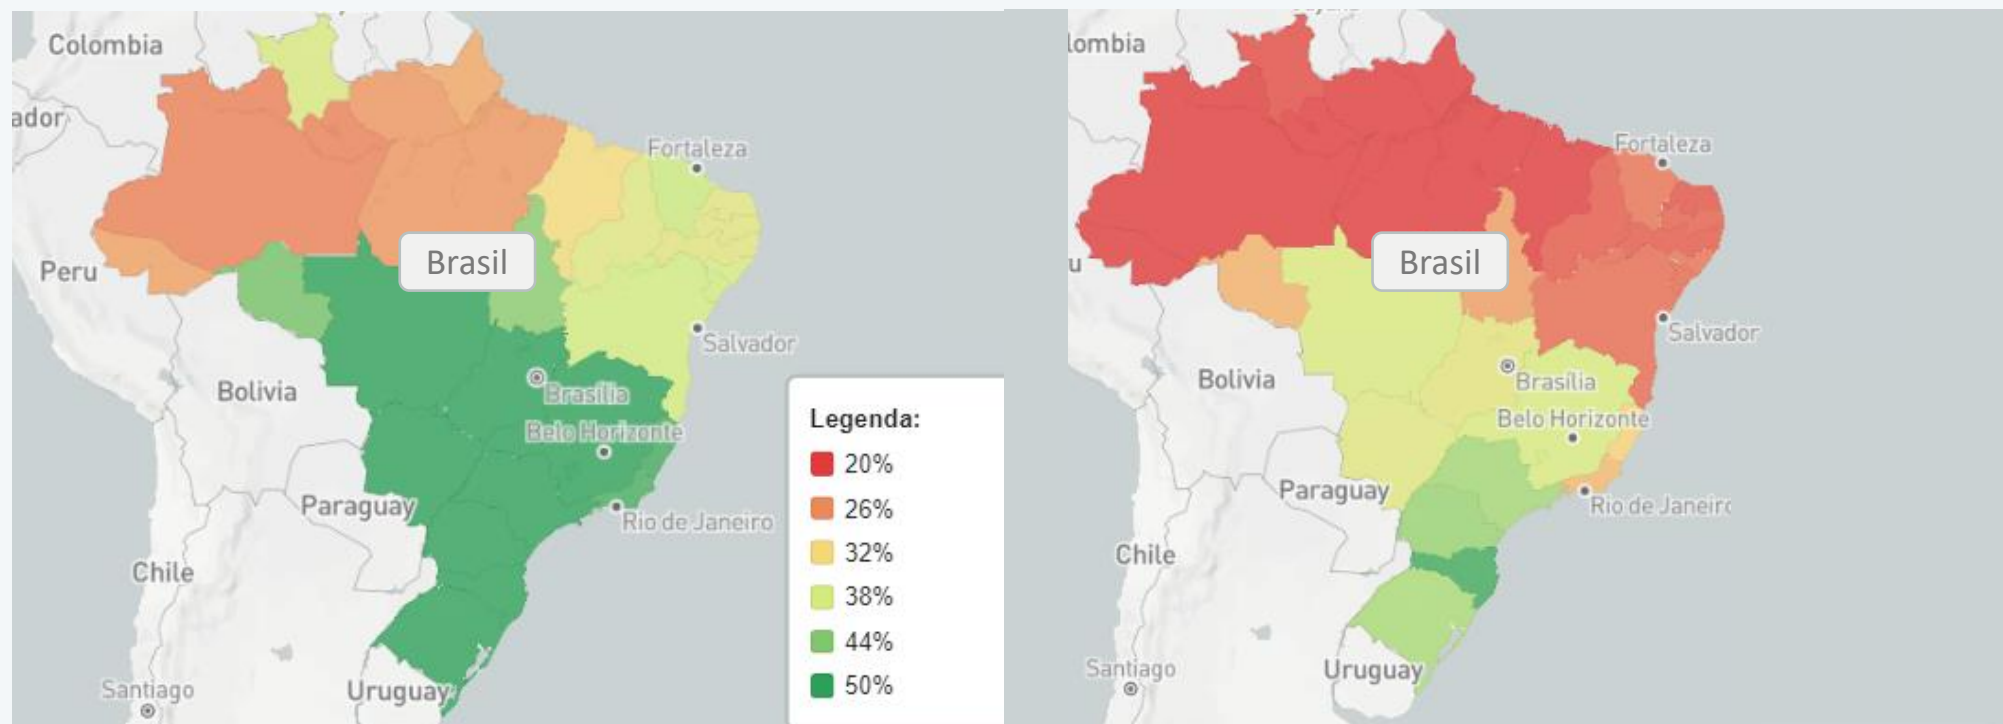 Colombia
ador
Fortaleza
Brasil
Peru
Salvador
Bolivia
Brasília
Belo Horizonte
Paraguay
Rio de Janeiro
Chile
Santiago
Uruguay
Legenda:
20%
26%
32%
38%
44%
50%
lombia
Fortaleza
Brasil
u
Salvador
Bolivia
Brasília
Belo Horizonte
Paraguay
Rio de Janeiro
Chile
Santiago
Uruguay